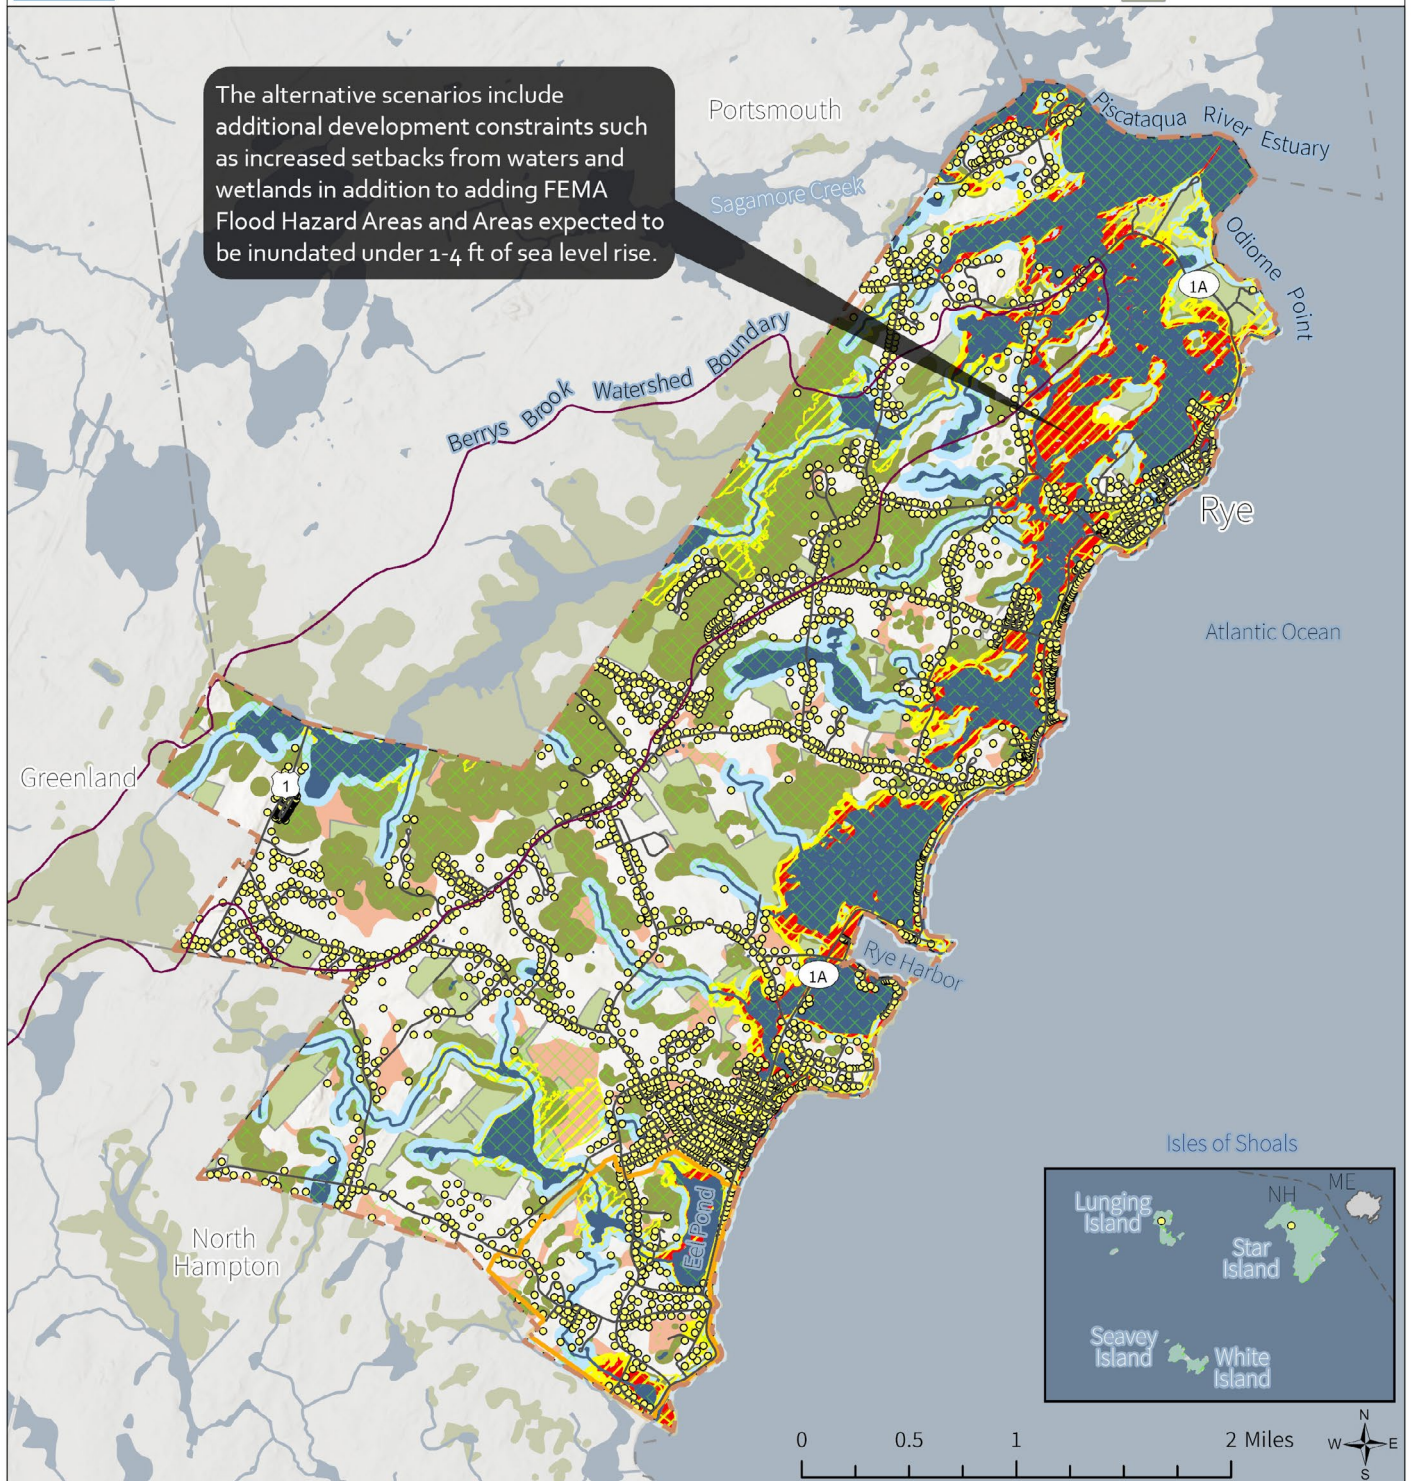 The alternative scenarios include
additional development constraints such
as increased setbacks from waters and
wetlands in addition to adding FEMA
Flood Hazard Areas and Areas expected to
be inundated under 1-4 ft of sea level rise.
Portsmouth
Piscataqua River Estuary
Sagamore Creek
Odiorne Point
1A
Berrys Brook Watershed Boundary
Rye
Atlantic Ocean
Greenland
1
Rye Harbor
1A
Isles of Shoals
Eel Pond
North
Hampton
Lunging
Island
NH
ME
Star
Island
Seavey
Island
White
Island
0 0.5 1 2 Miles
N
W E
S